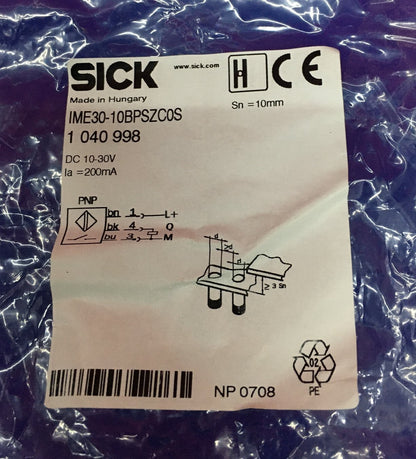 SICK
www.sick.com
H CE
Made in Hungary
Sn =10mm
IME30-10BPSZC0S
1 040 998
DC 10-30V
Ia =200mA
PNP
bn 1 L+
bk 4 Q
bu 3 M
d
≥d
d
≥ 3 Sn
02
PE
NP 0708